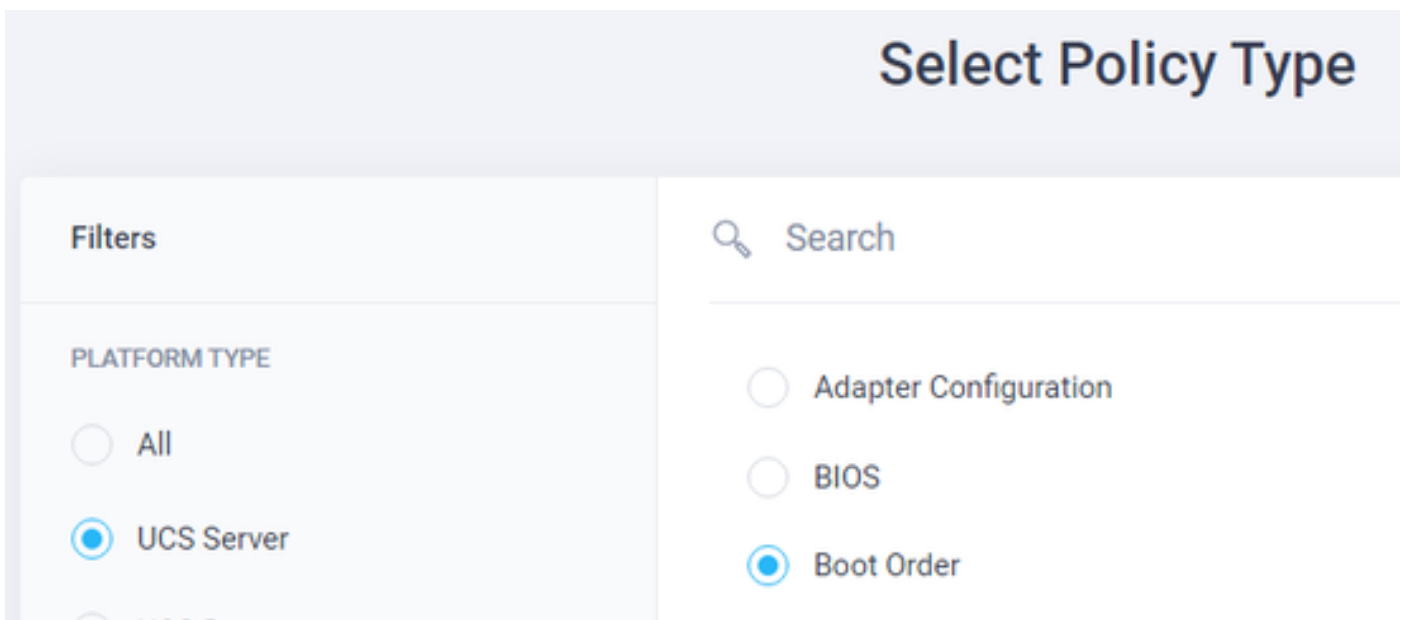 Select Policy Type
Filters
Search
PLATFORM TYPE
All
UCS Server
Adapter Configuration
BIOS
Boot Order